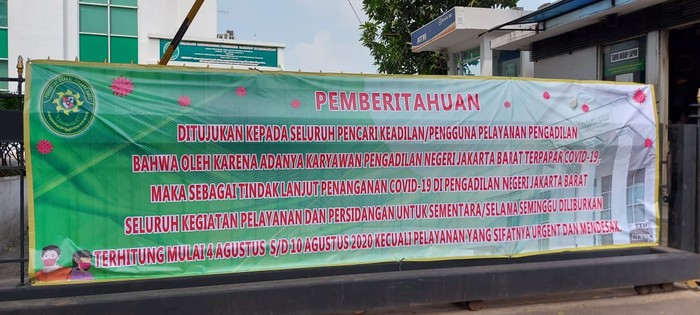 ATM
PEMBERITAHUAN
DITUJUKAN KEPADA SELURUH PENCARI KEADILAN/PENGGUNA PELAYANAN PENGADILAN
BAHWA OLEH KARENA ADANYA KARYAWAN PENGADILAN NEGERI JAKARTA BARAT TERPAPAR COVID-19,
MAKA SEBAGAI TINDAK LANJUT PENANGANAN COVID-19 DI PENGADILAN NEGERI JAKARTA BARAT
SELURUH KEGIATAN PELAYANAN DAN PERSIDANGAN UNTUK SEMENTARA/SELAMA SEMINGGU DILIBURKAN
TERHITUNG MULAI 4 AGUSTUS S/D 10 AGUSTUS 2020 KECUALI PELAYANAN YANG SIFATNYA URGENT DAN MENDESAK.